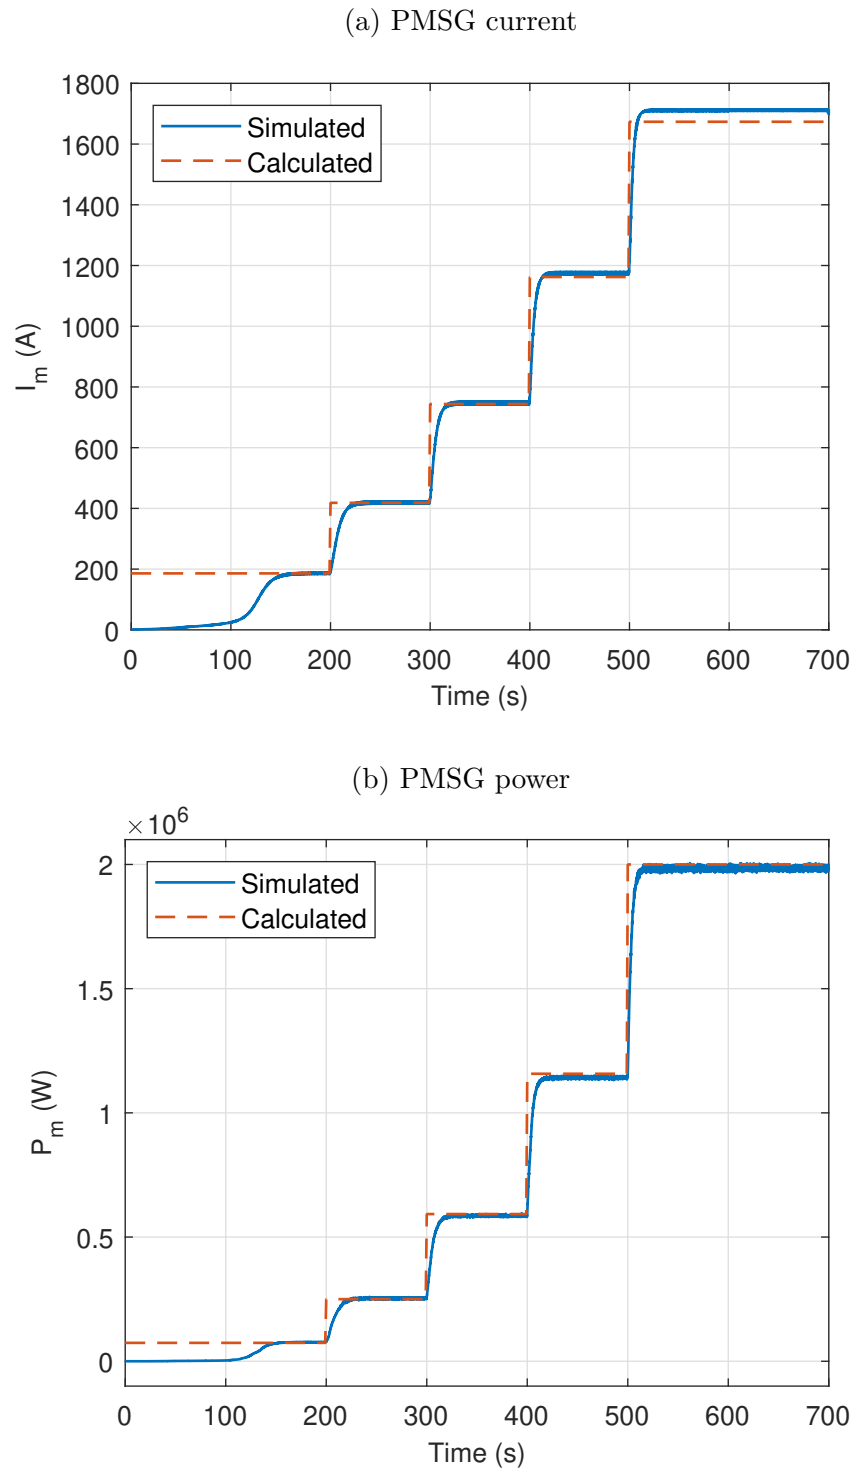 (a) PMSG current
1800
1600
1400
1200
1000
800
600
400
200
0
I_m (A)
Simulated
Calculated
0 100 200 300 400 500 600 700
Time (s)
(b) PMSG power
×10^6
2
1.5
1
0.5
0
P_m (W)
Simulated
Calculated
0 100 200 300 400 500 600 700
Time (s)